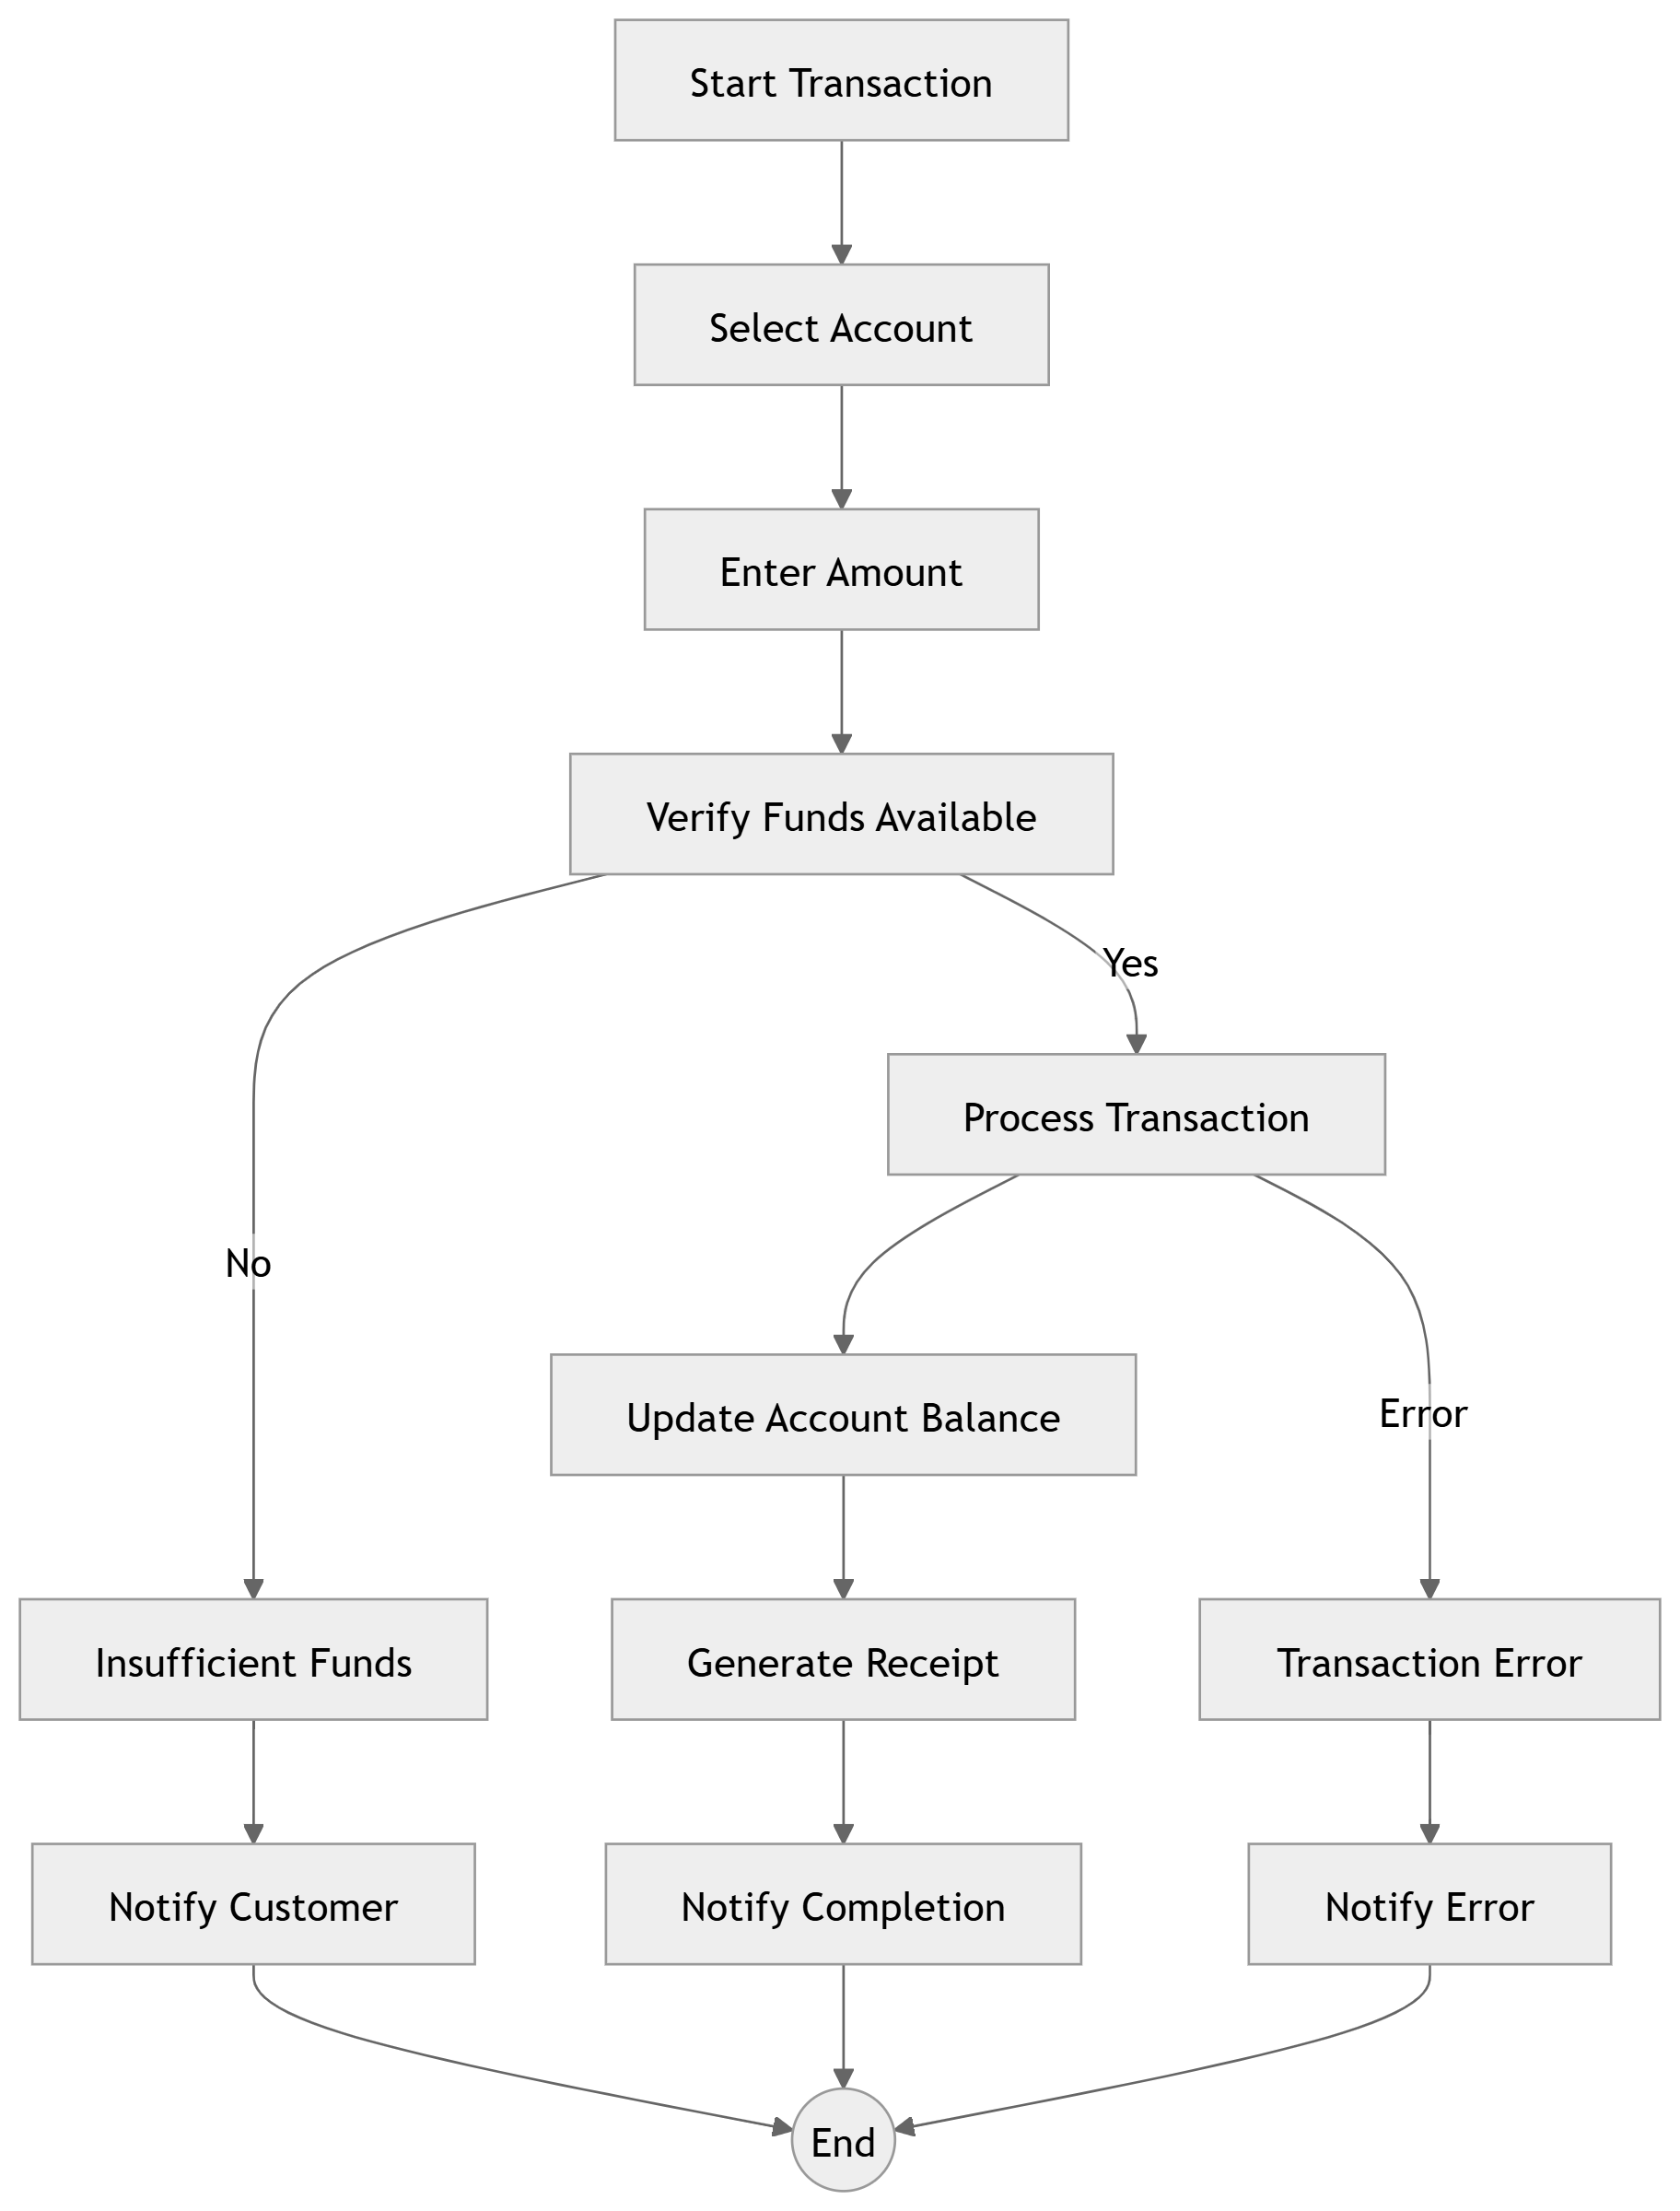 Start Transaction
Select Account
Enter Amount
Verify Funds Available
Yes
Process Transaction
No
Error
Update Account Balance
Insufficient Funds
Generate Receipt
Transaction Error
Notify Customer
Notify Completion
Notify Error
End